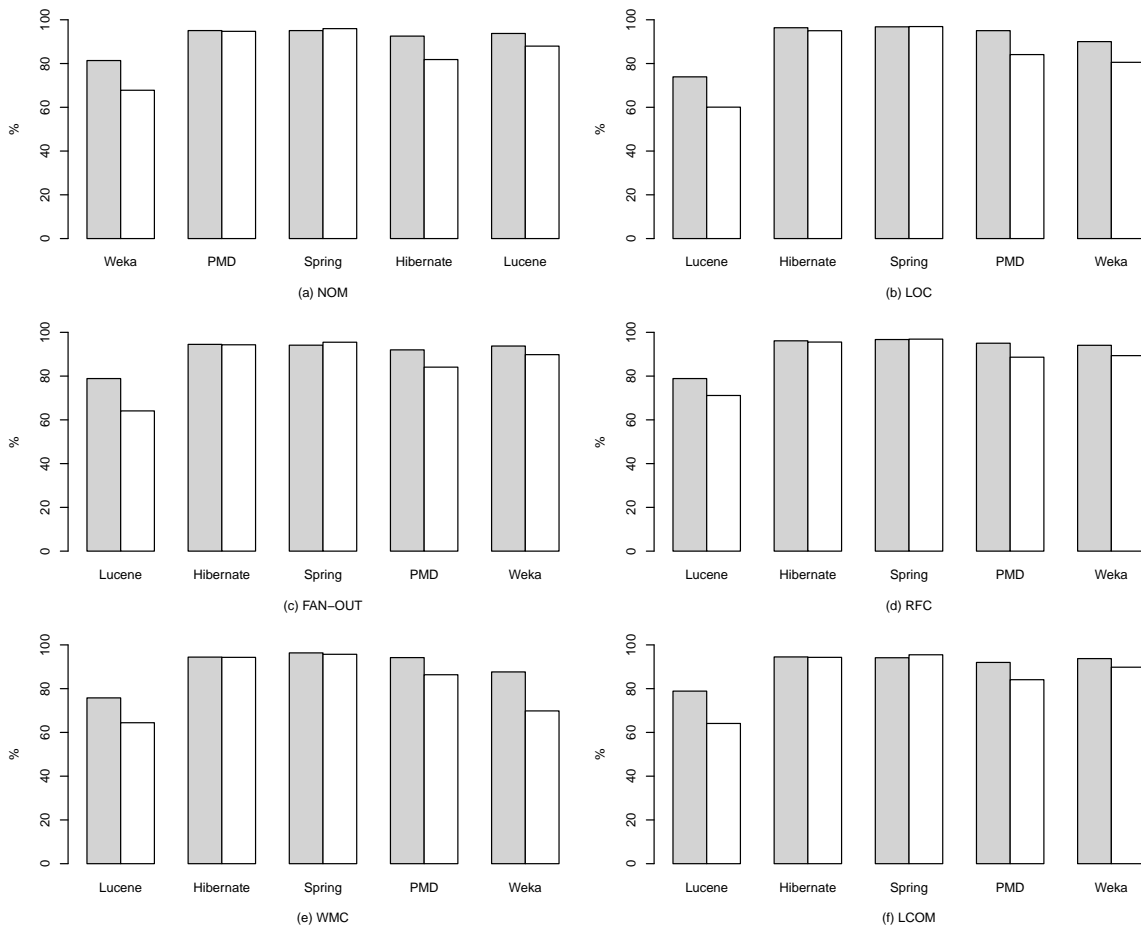 %
0 20 40 60 80 100
Weka PMD Spring Hibernate Lucene
(a) NOM
%
0 20 40 60 80 100
Lucene Hibernate Spring PMD Weka
(b) LOC
%
0 20 40 60 80 100
Lucene Hibernate Spring PMD Weka
(c) FAN−OUT
%
0 20 40 60 80 100
Lucene Hibernate Spring PMD Weka
(d) RFC
%
0 20 40 60 80 100
Lucene Hibernate Spring PMD Weka
(e) WMC
%
0 20 40 60 80 100
Lucene Hibernate Spring PMD Weka
(f) LCOM